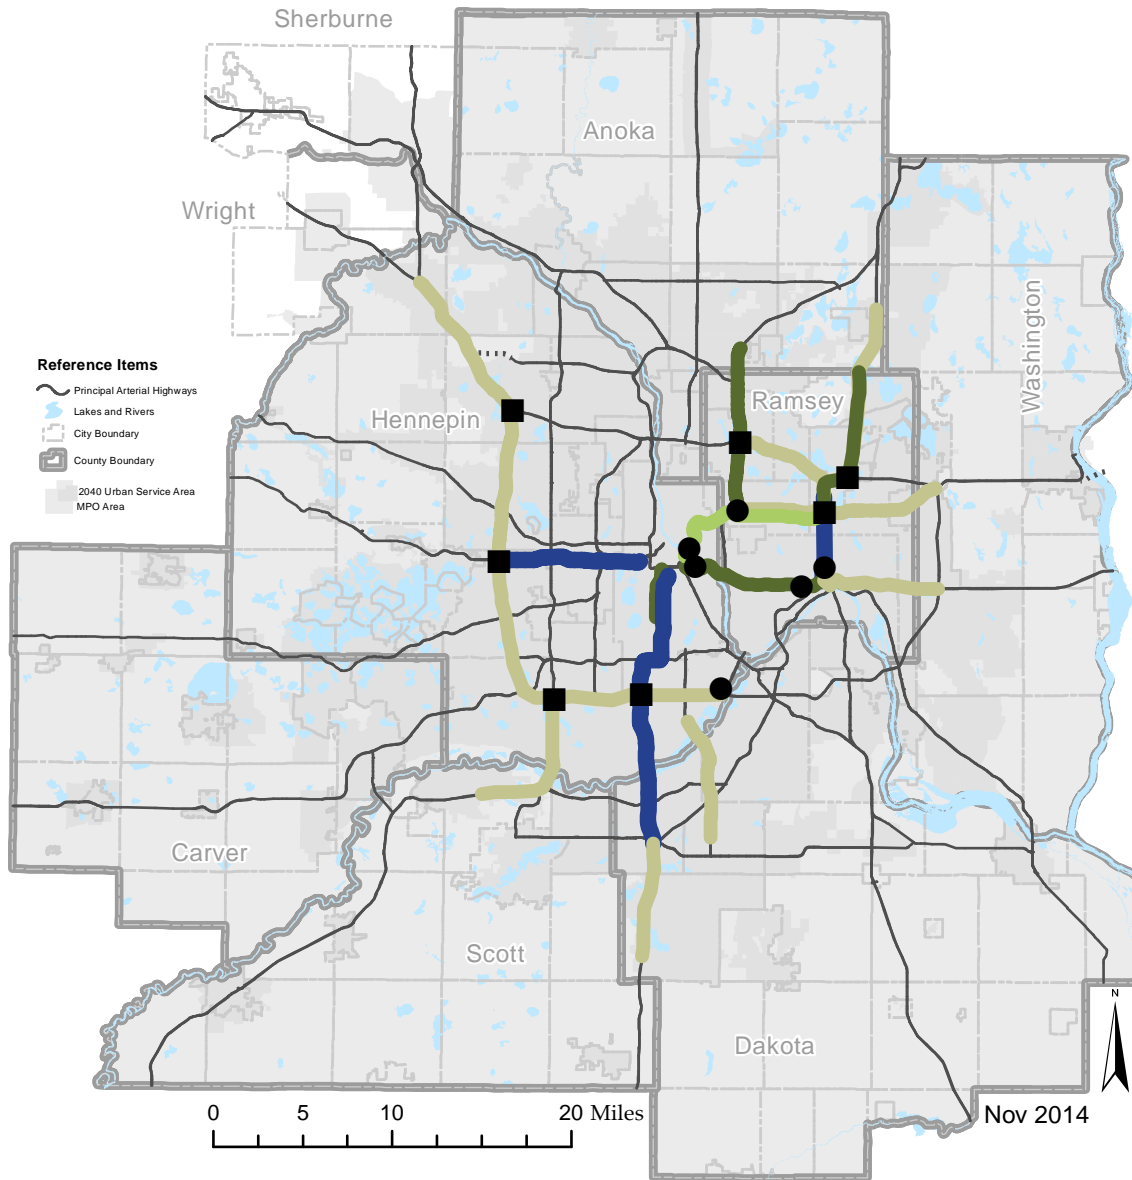 Sherburne
Anoka
Wright
Washington
Reference Items
Principal Arterial Highways
Lakes and Rivers
City Boundary
County Boundary
2040 Urban Service Area
MPO Area
Hennepin
Ramsey
Carver
Scott
Dakota
N
0 5 10 20 Miles
Nov 2014